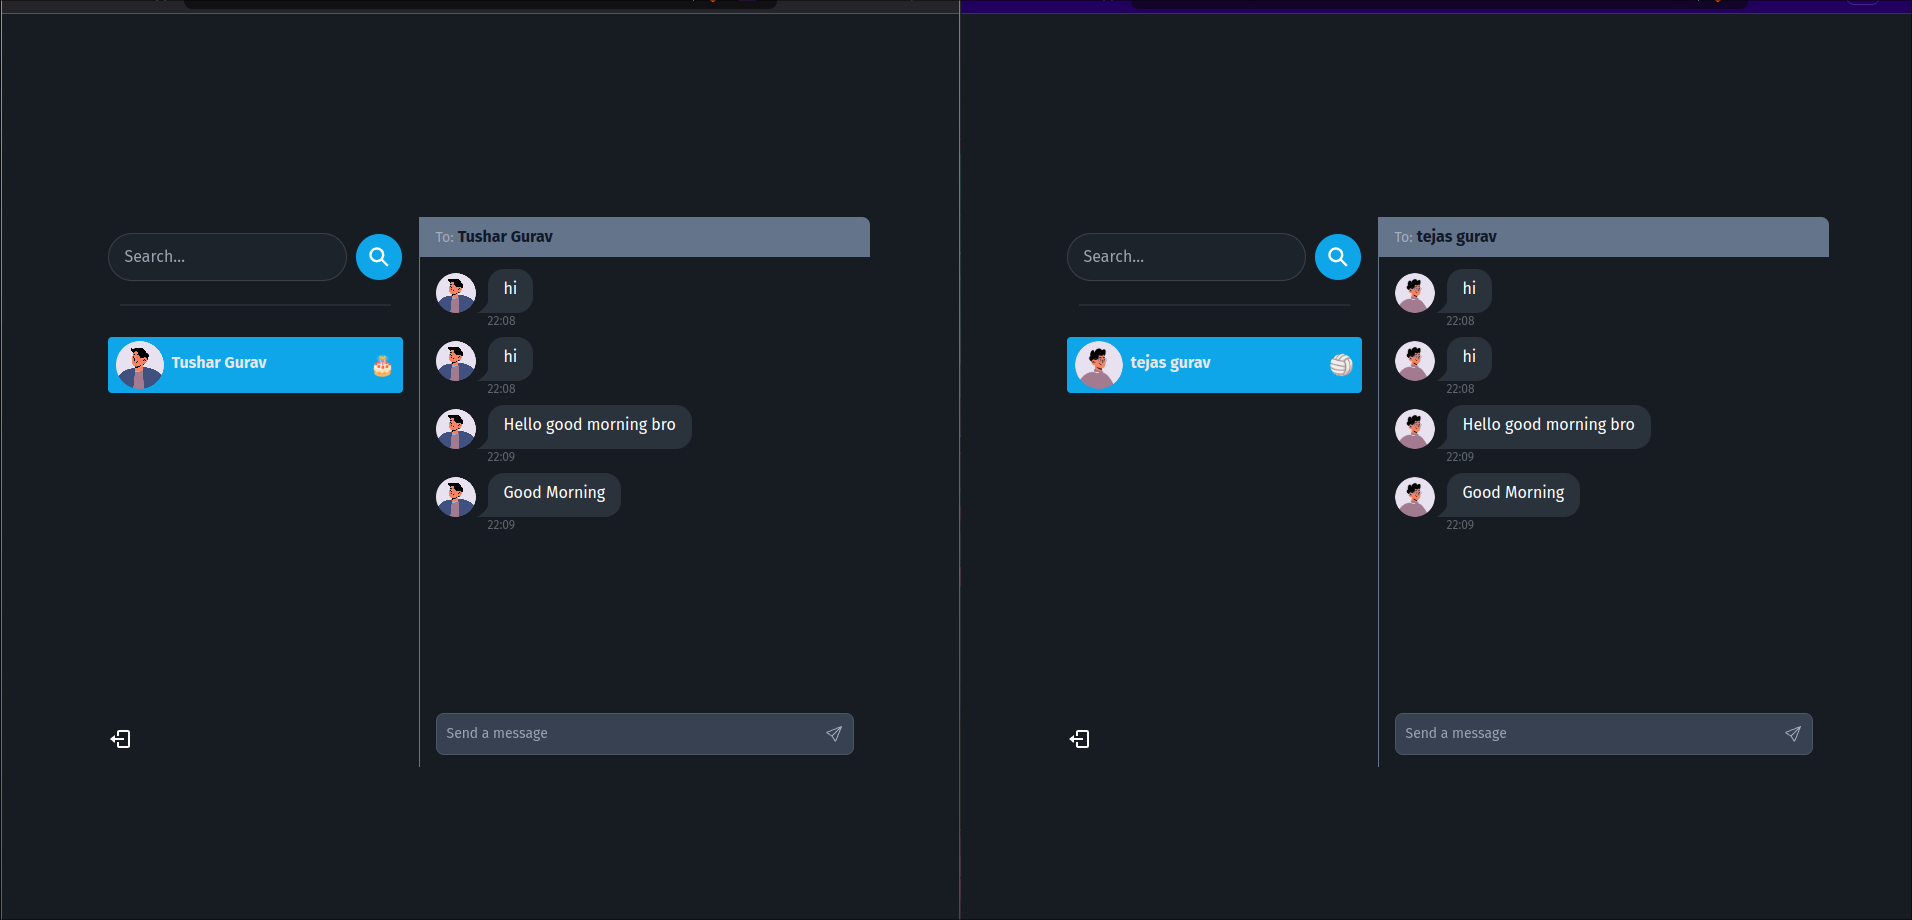 Search...
Tushar Gurav
To: Tushar Gurav
hi
22:08
hi
22:08
Hello good morning bro
22:09
Good Morning
22:09
Send a message
Search...
tejas gurav
To: tejas gurav
hi
22:08
hi
22:08
Hello good morning bro
22:09
Good Morning
22:09
Send a message